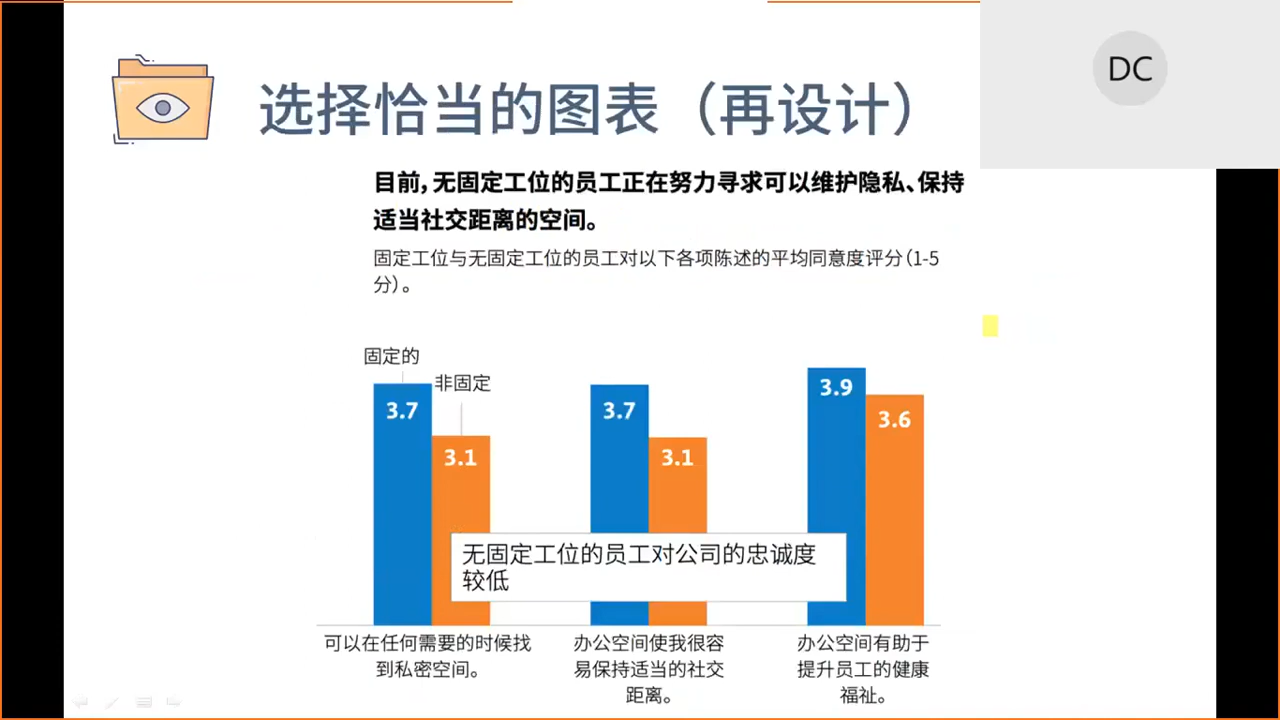 DC
选择恰当的图表（再设计）
目前，无固定工位的员工正在努力寻求可以维护隐私、保持
适当社交距离的空间。
固定工位与无固定工位的员工对以下各项陈述的平均同意度评分（1-5
分）。
固定的
非固定
3.7
3.1
3.7
3.1
3.9
3.6
无固定工位的员工对公司的忠诚度
较低
可以在任何需要的时候找
到私密空间。
办公空间使我很容
易保持适当的社交
距离。
办公空间有助于
提升员工的健康
福祉。